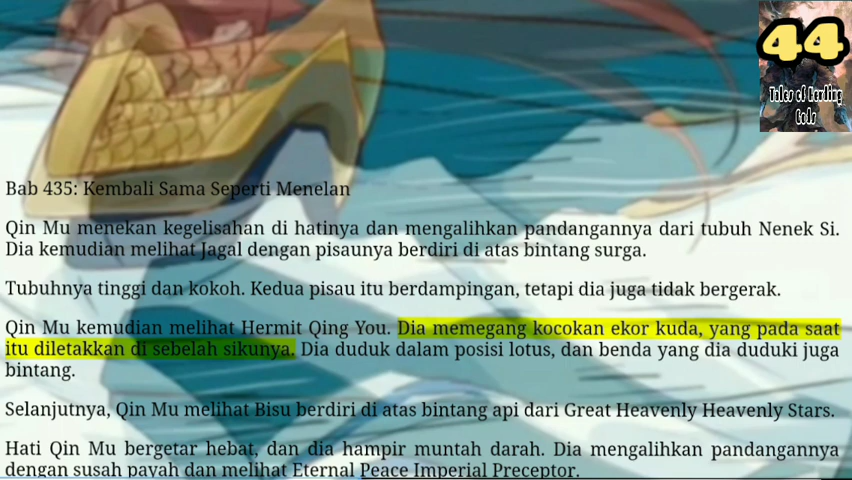 44
Tales of Herding
Gods
Bab 435: Kembali Sama Seperti Menelan
Qin Mu menekan kegelisahan di hatinya dan mengalihkan pandangannya dari tubuh Nenek Si.
Dia kemudian melihat Jagal dengan pisaunya berdiri di atas bintang surga.
Tubuhnya tinggi dan kokoh. Kedua pisau itu berdampingan, tetapi dia juga tidak bergerak.
Qin Mu kemudian melihat Hermit Qing You. Dia memegang kocokan ekor kuda, yang pada saat
itu diletakkan di sebelah sikunya. Dia duduk dalam posisi lotus, dan benda yang dia duduki juga
bintang.
Selanjutnya, Qin Mu melihat Bisu berdiri di atas bintang api dari Great Heavenly Heavenly Stars.
Hati Qin Mu bergetar hebat, dan dia hampir muntah darah. Dia mengalihkan pandangannya
dengan susah payah dan melihat Eternal Peace Imperial Preceptor.